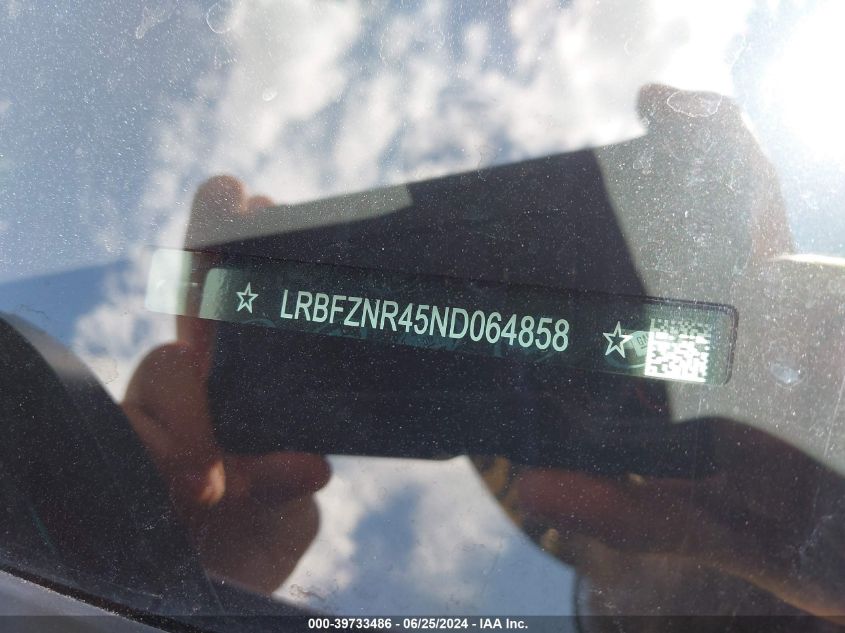 ☆ LRBFZNR45ND064858 ☆
000-39733486 - 06/25/2024 - IAA Inc.